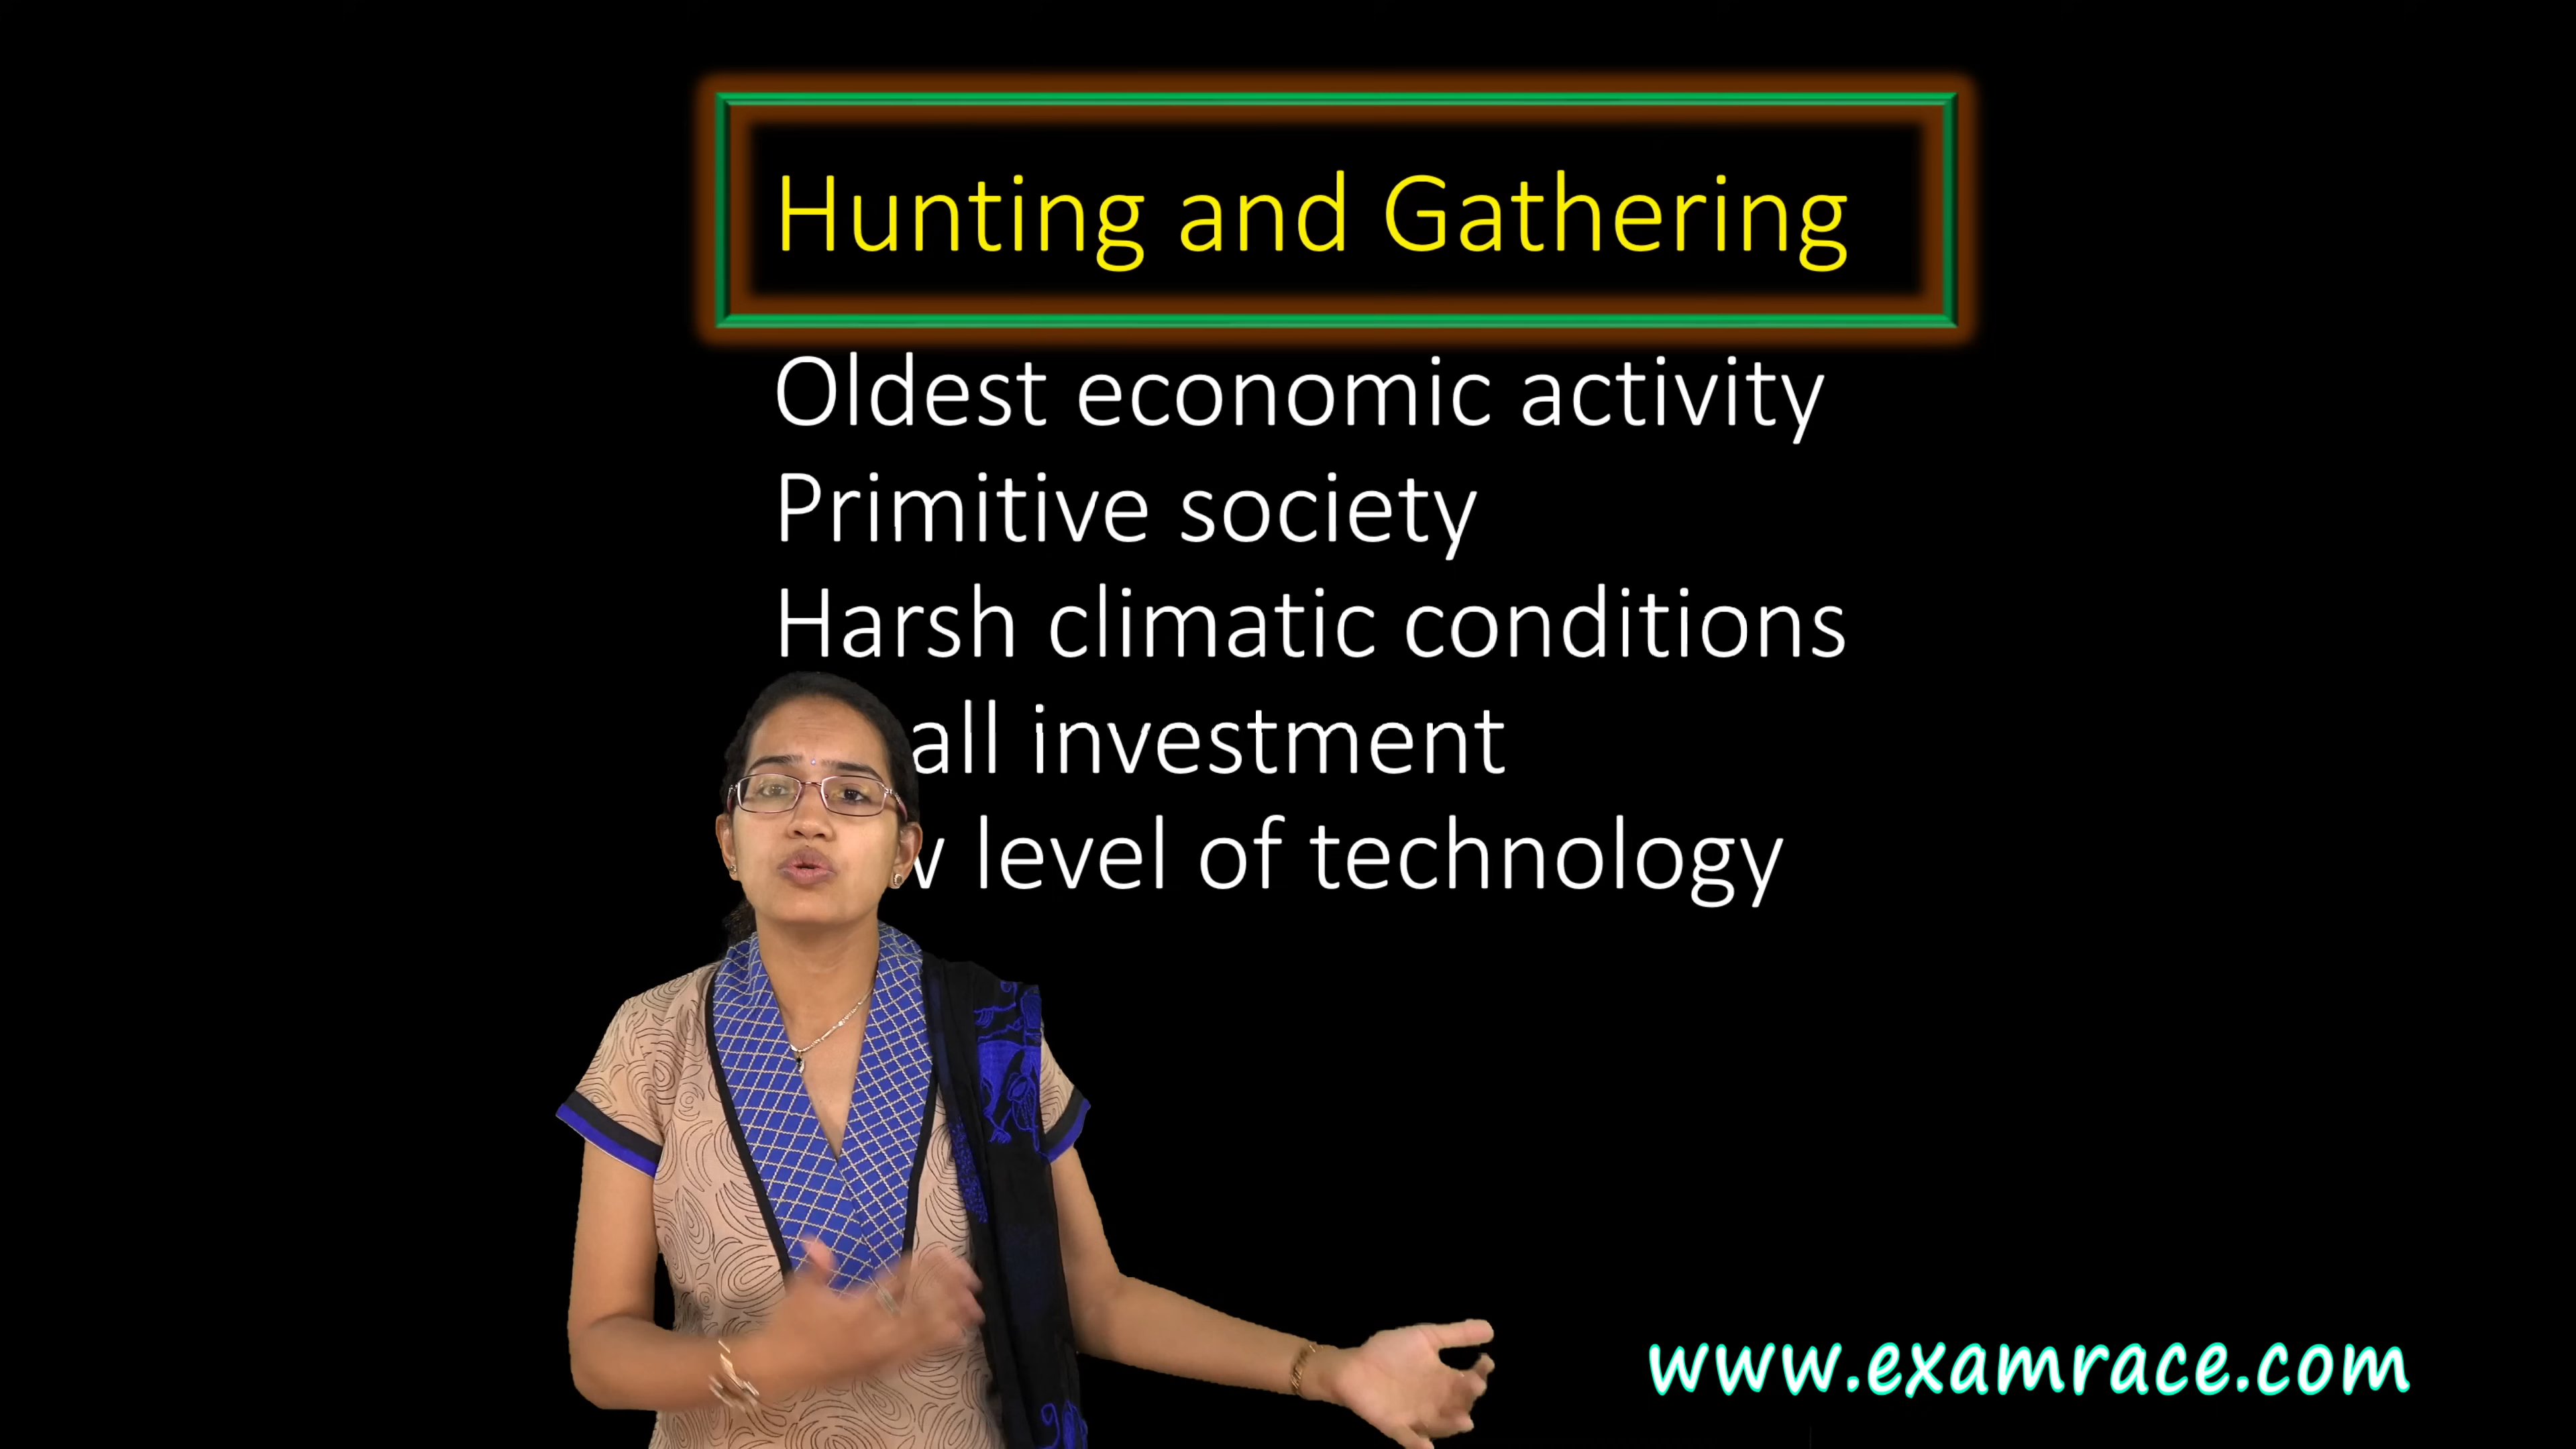 Hunting and Gathering
Oldest economic activity
Primitive society
Harsh climatic conditions
all investment
w level of technology
www.examrace.com